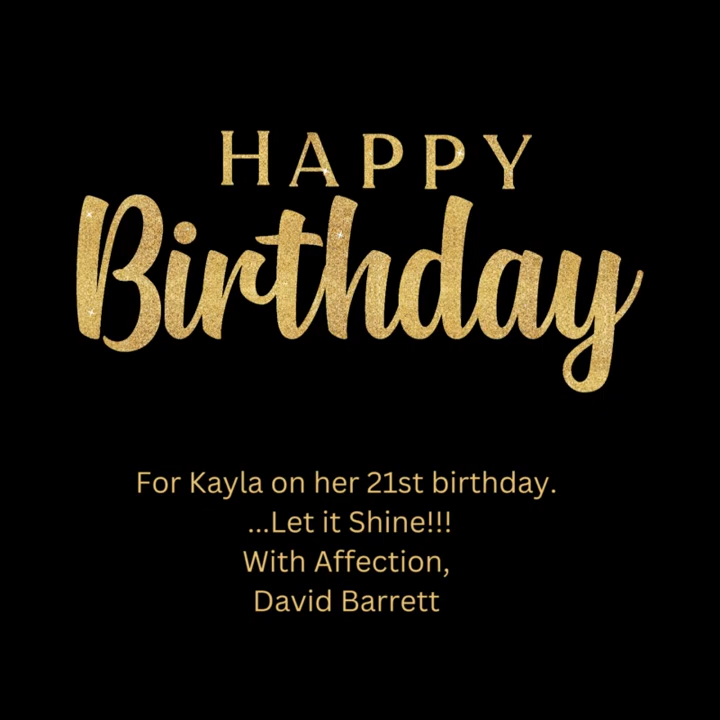 HAPPY
Birthday
For Kayla on her 21st birthday.
...Let it Shine!!!
With Affection,
David Barrett